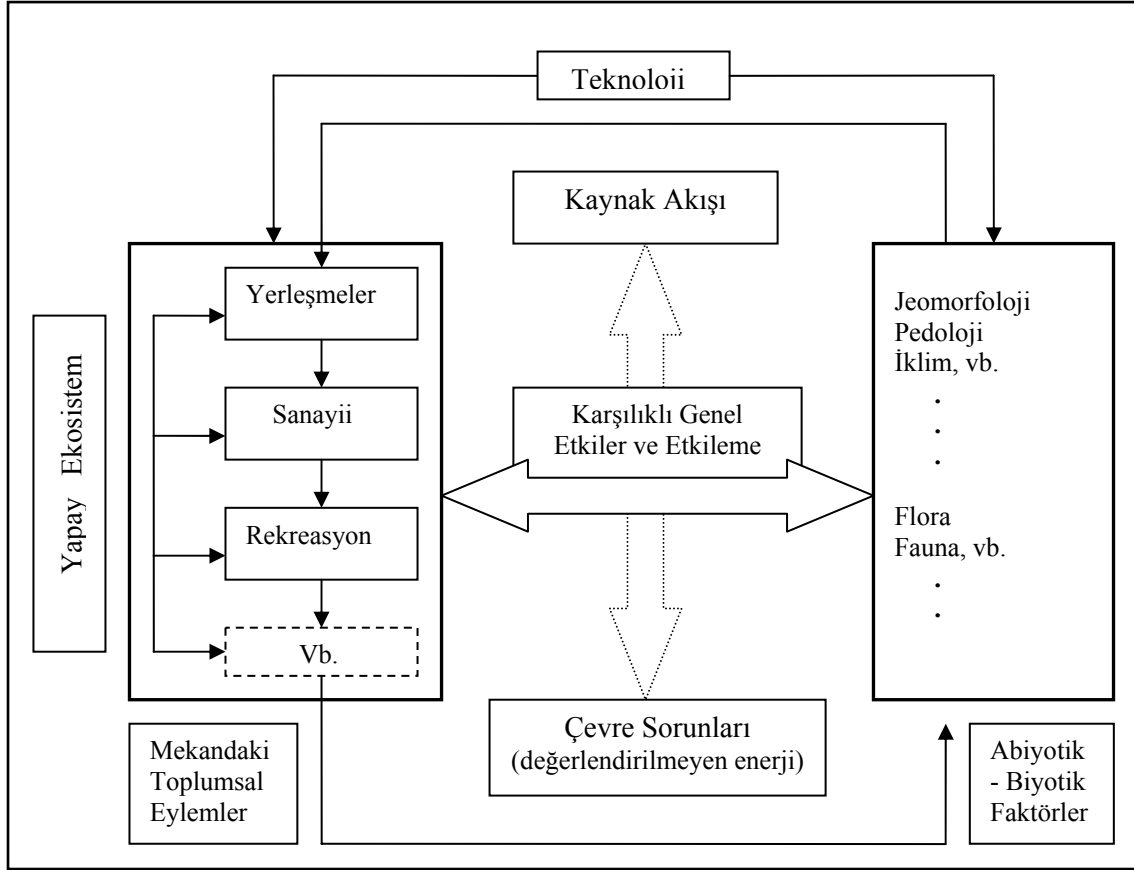 Teknoloji
Kaynak Akışı
Yapay Ekosistem
Yerleşmeler
Sanayii
Rekreasyon
Vb.
Karşılıklı Genel
Etkiler ve Etkileme
Jeomorfoloji
Pedoloji
İklim, vb.
.
.
.
Flora
Fauna, vb.
.
.
Mekandaki
Toplumsal
Eylemler
Çevre Sorunları
(değerlendirilmeyen enerji)
Abiyotik
- Biyotik
Faktörler